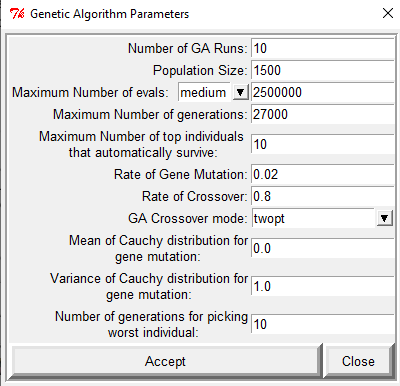 Genetic Algorithm Parameters
Number of GA Runs: 10
Population Size: 1500
Maximum Number of evals: medium 2500000
Maximum Number of generations: 27000
Maximum Number of top individuals
that automatically survive: 10
Rate of Gene Mutation: 0.02
Rate of Crossover: 0.8
GA Crossover mode: twopt
Mean of Cauchy distribution for
gene mutation: 0.0
Variance of Cauchy distribution for
gene mutation: 1.0
Number of generations for picking
worst individual: 10
Accept Close